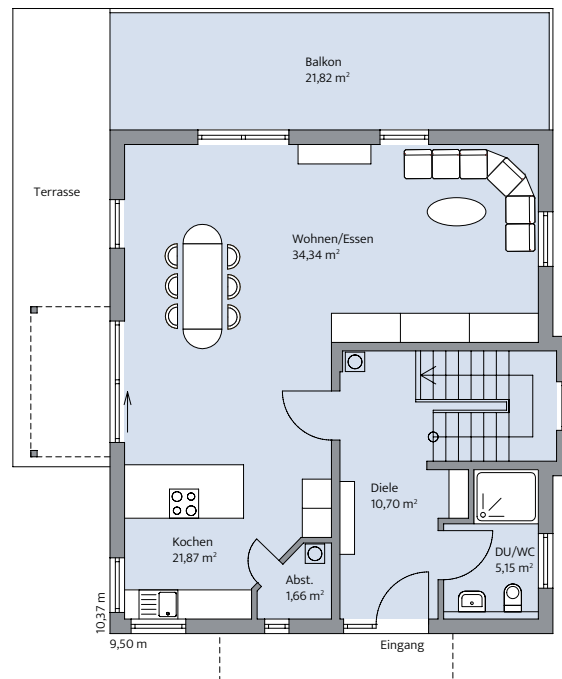 Balkon
21,82 m²
Terrasse
Wohnen/Essen
34,34 m²
Diele
10,70 m²
Kochen
21,87 m²
DU/WC
5,15 m²
Abst.
1,66 m²
10,37 m
9,50 m
Eingang